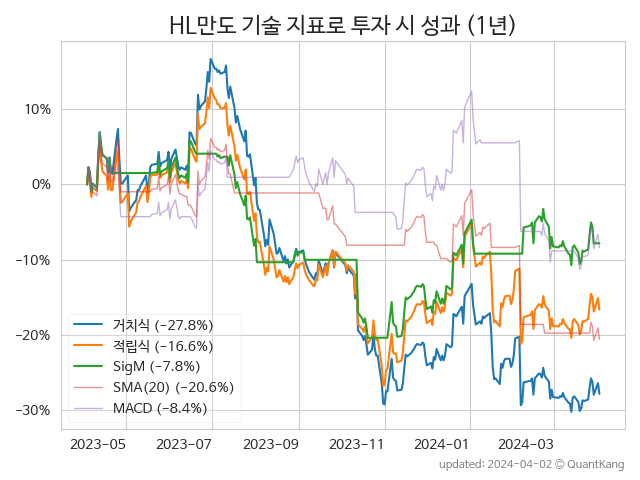 HL만도 기술 지표로 투자 시 성과 (1년)
10%
0%
−10%
−20%
−30%
거치식 (−27.8%)
적립식 (−16.6%)
SigM (−7.8%)
SMA(20) (−20.6%)
MACD (−8.4%)
2023−05
2023−07
2023−09
2023−11
2024−01
2024−03
updated: 2024−04−02 © QuantKang